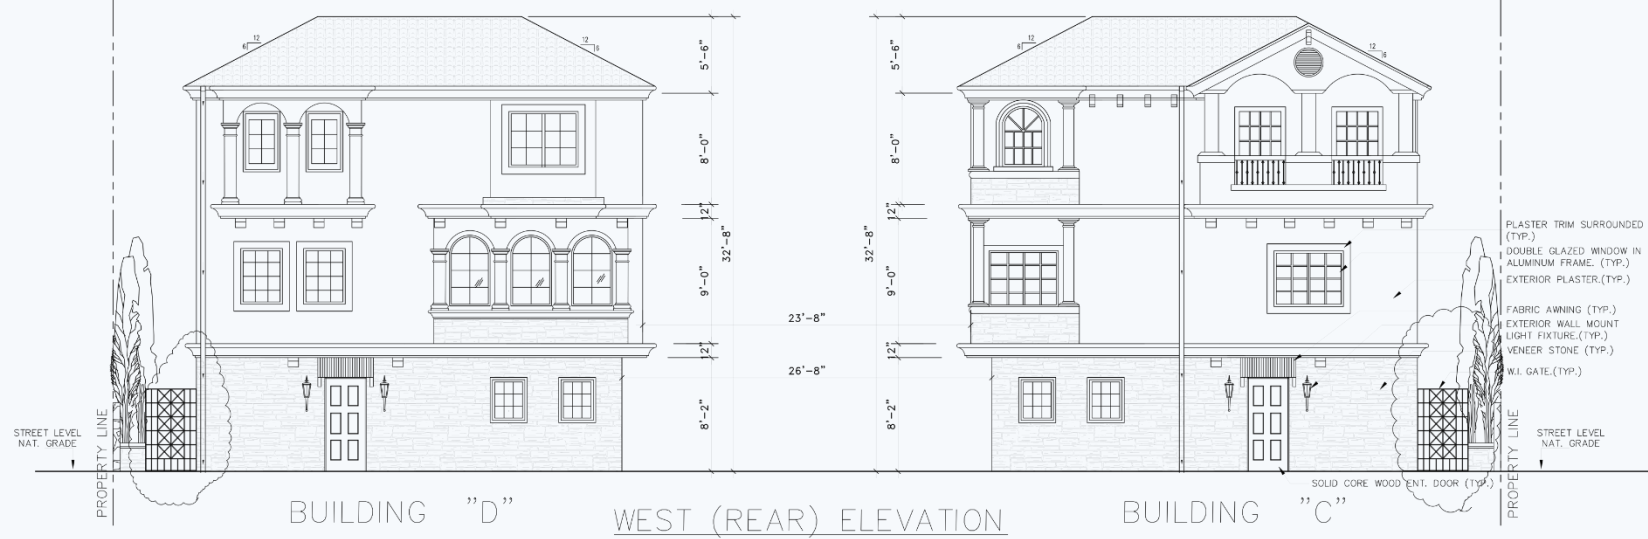 12
6
12
6
12
6
12
6
5'-6"
5'-6"
8'-0"
8'-0"
12"
12"
32'-8"
32'-8"
9'-0"
9'-0"
23'-8"
12"
12"
26'-8"
8'-2"
8'-2"
PLASTER TRIM SURROUNDED
(TYP.)
DOUBLE GLAZED WINDOW IN
ALUMINUM FRAME. (TYP.)
EXTERIOR PLASTER.(TYP.)
FABRIC AWNING (TYP.)
EXTERIOR WALL MOUNT
LIGHT FIXTURE.(TYP.)
VENEER STONE (TYP.)
W.I. GATE.(TYP.)
STREET LEVEL
NAT. GRADE
PROPERTY LINE
STREET LEVEL
NAT. GRADE
PROPERTY LINE
SOLID CORE WOOD ENT. DOOR (TYP.)
BUILDING "D"
BUILDING "C"
WEST (REAR) ELEVATION